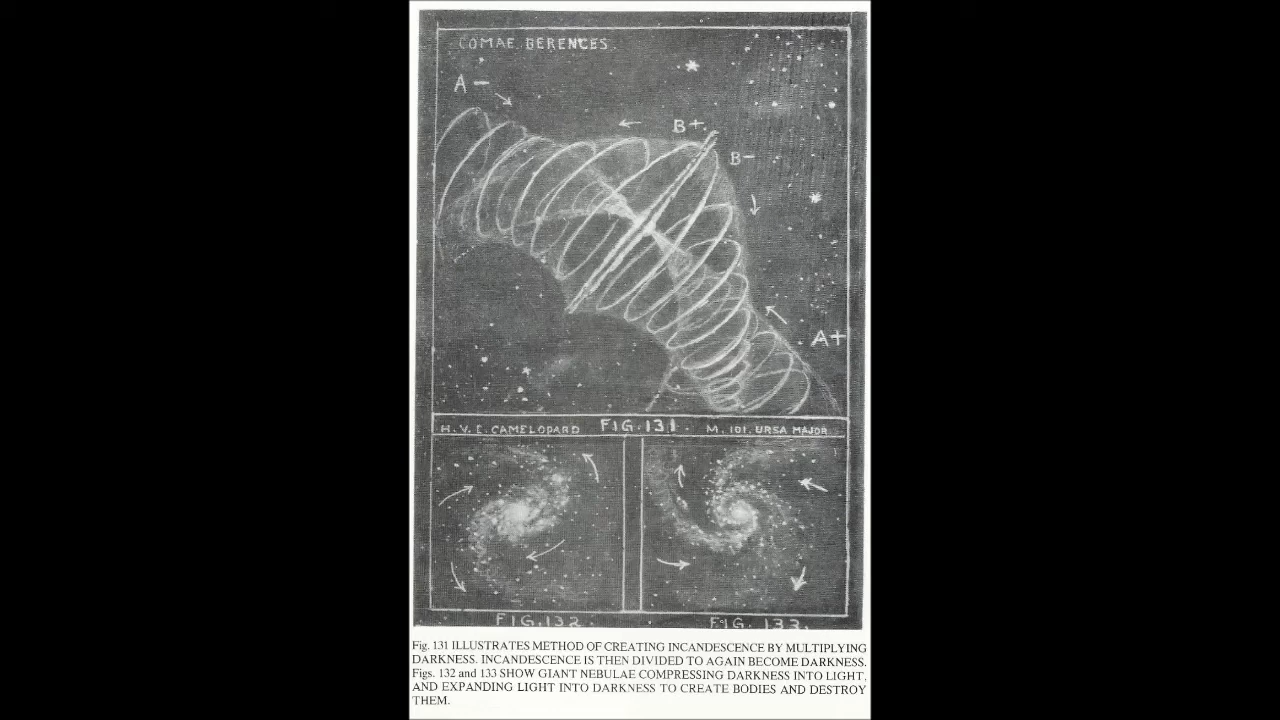 COMAE. BERENCES.
A –
B+
B–
A+
H. V. I. CAMELOPARD FIG. 131. M. 101. URSA MAJOR
FIG. 132. FIG. 133.
Fig. 131 ILLUSTRATES METHOD OF CREATING INCANDESCENCE BY MULTIPLYING
DARKNESS. INCANDESCENCE IS THEN DIVIDED TO AGAIN BECOME DARKNESS.
Figs. 132 and 133 SHOW GIANT NEBULAE COMPRESSING DARKNESS INTO LIGHT,
AND EXPANDING LIGHT INTO DARKNESS TO CREATE BODIES AND DESTROY
THEM.